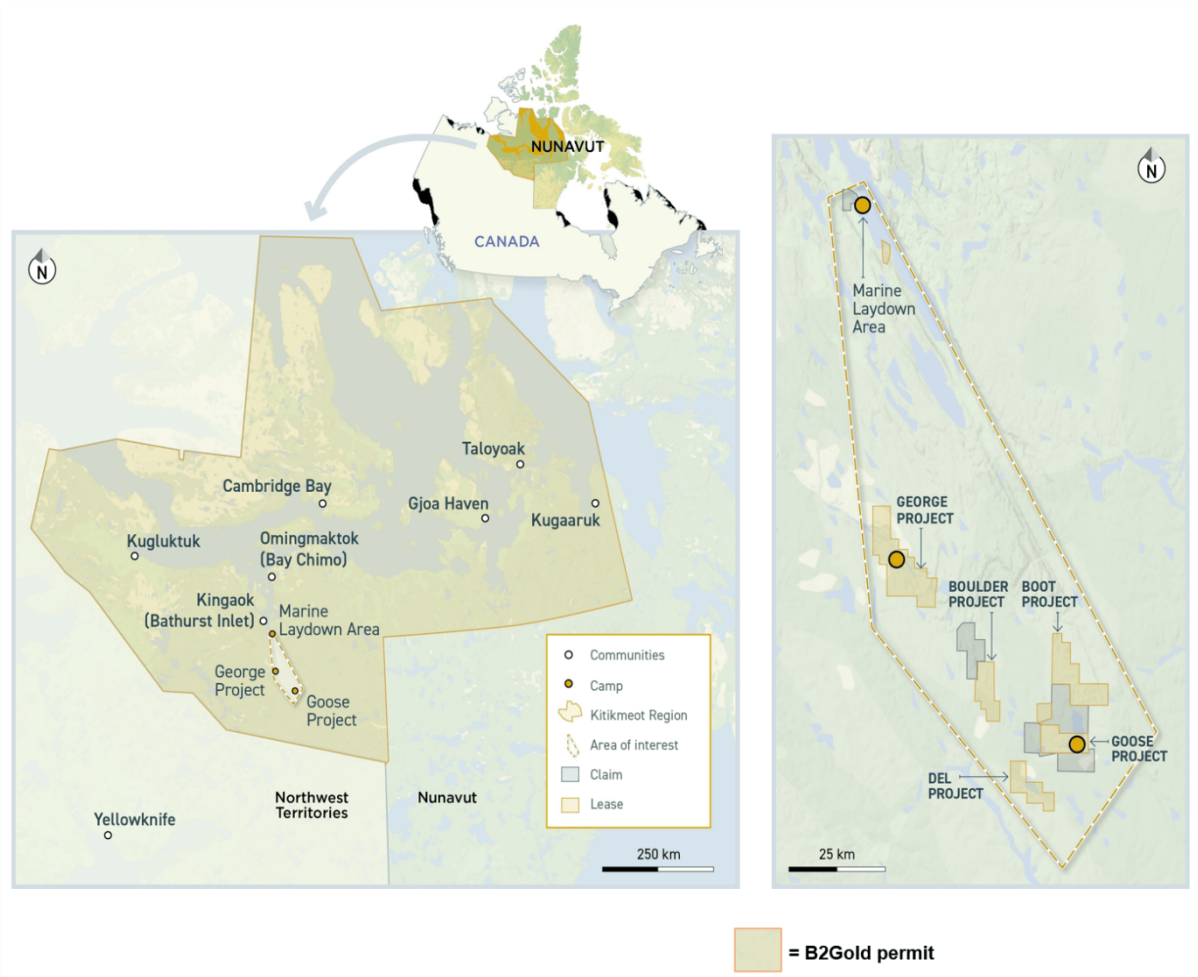 NUNAVUT
CANADA
N
Taloyoak
Cambridge Bay
Gjoa Haven
Kugaaruk
Kugluktuk
Omingmaktok
(Bay Chimo)
Kingaok
(Bathurst Inlet)
Marine
Laydown Area
George
Project
Goose
Project
Northwest
Territories
Nunavut
Yellowknife
Communities
Camp
Kitikmeot Region
Area of interest
Claim
Lease
250 km
N
Marine
Laydown
Area
GEORGE
PROJECT
BOULDER
PROJECT
BOOT
PROJECT
GOOSE
PROJECT
DEL
PROJECT
25 km
= B2Gold permit